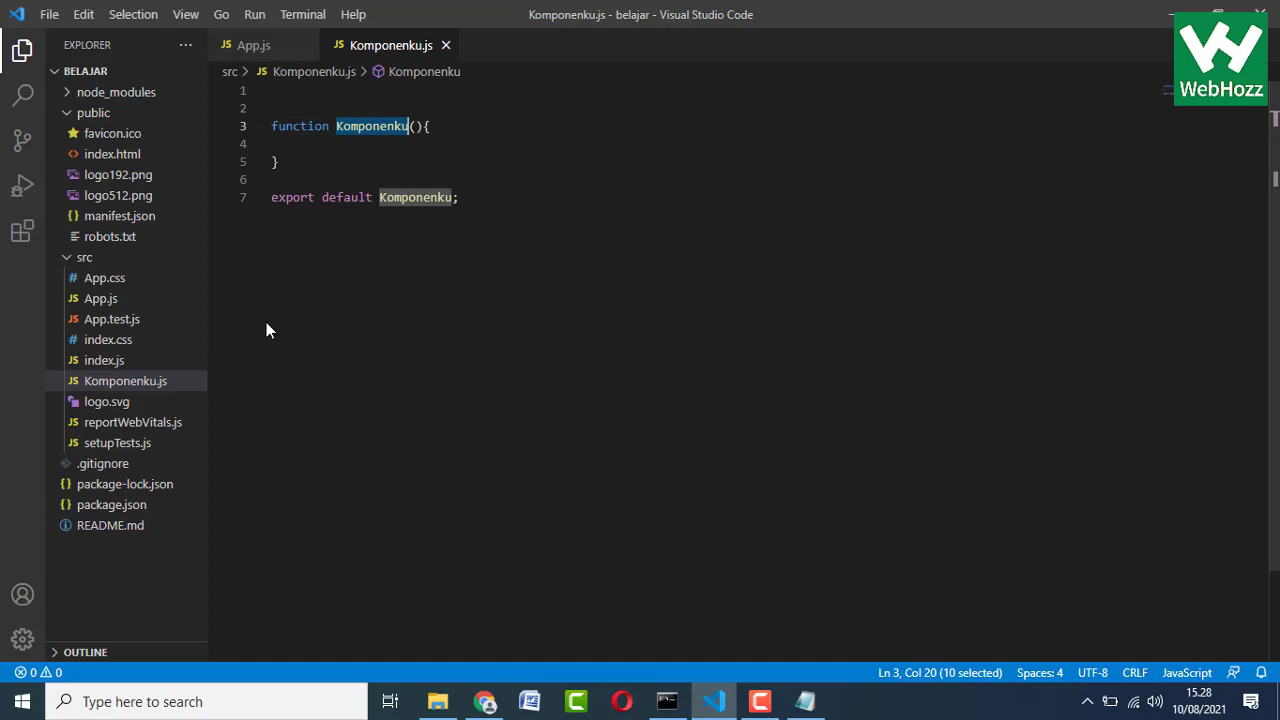 File Edit Selection View Go Run Terminal Help
Komponenku.js - belajar - Visual Studio Code
WebHozz
EXPLORER
App.js
Komponenku.js
BELAJAR
src > Komponenku.js > Komponenku
node_modules
public
favicon.ico
index.html
logo192.png
logo512.png
manifest.json
robots.txt
src
App.css
App.js
App.test.js
index.css
index.js
Komponenku.js
logo.svg
reportWebVitals.js
setupTests.js
.gitignore
package-lock.json
package.json
README.md
1
2
3 function Komponenku(){
4
5 }
6
7 export default Komponenku;
OUTLINE
0 0
Ln 3, Col 20 (10 selected) Spaces: 4 UTF-8 CRLF JavaScript
Type here to search
15.28
10/08/2021